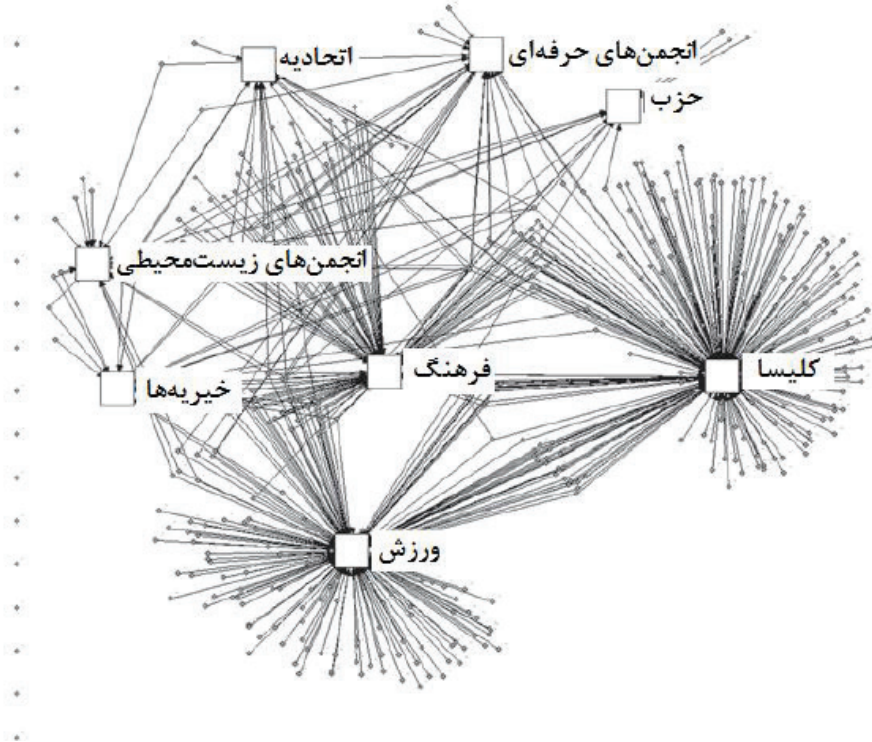 انجمن‌های حرفه‌ای
اتحادیه
حزب
انجمن‌های زیست‌محیطی
کلیسا
فرهنگ
خیریه‌ها
ورزش